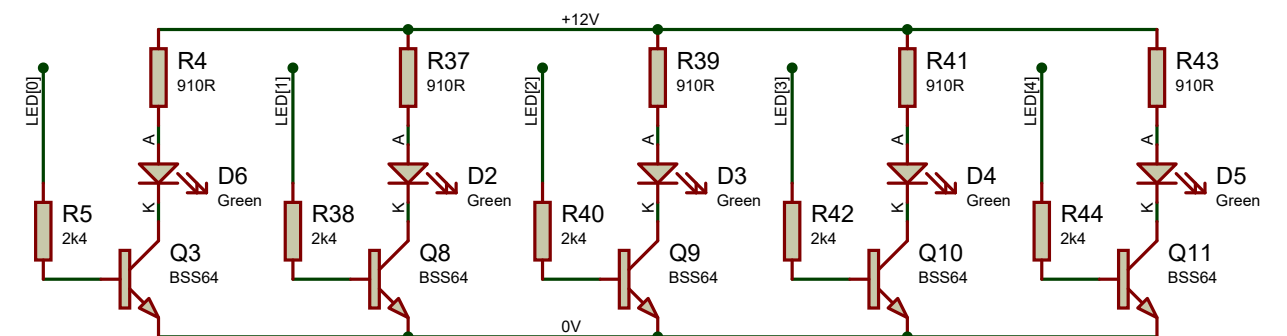 +12V
LED[0]
R4
910R
A
D6
Green
K
R5
2k4
Q3
BSS64
LED[1]
R37
910R
A
D2
Green
K
R38
2k4
Q8
BSS64
LED[2]
R39
910R
A
D3
Green
K
R40
2k4
Q9
BSS64
LED[3]
R41
910R
A
D4
Green
K
R42
2k4
Q10
BSS64
LED[4]
R43
910R
A
D5
Green
K
R44
2k4
Q11
BSS64
0V